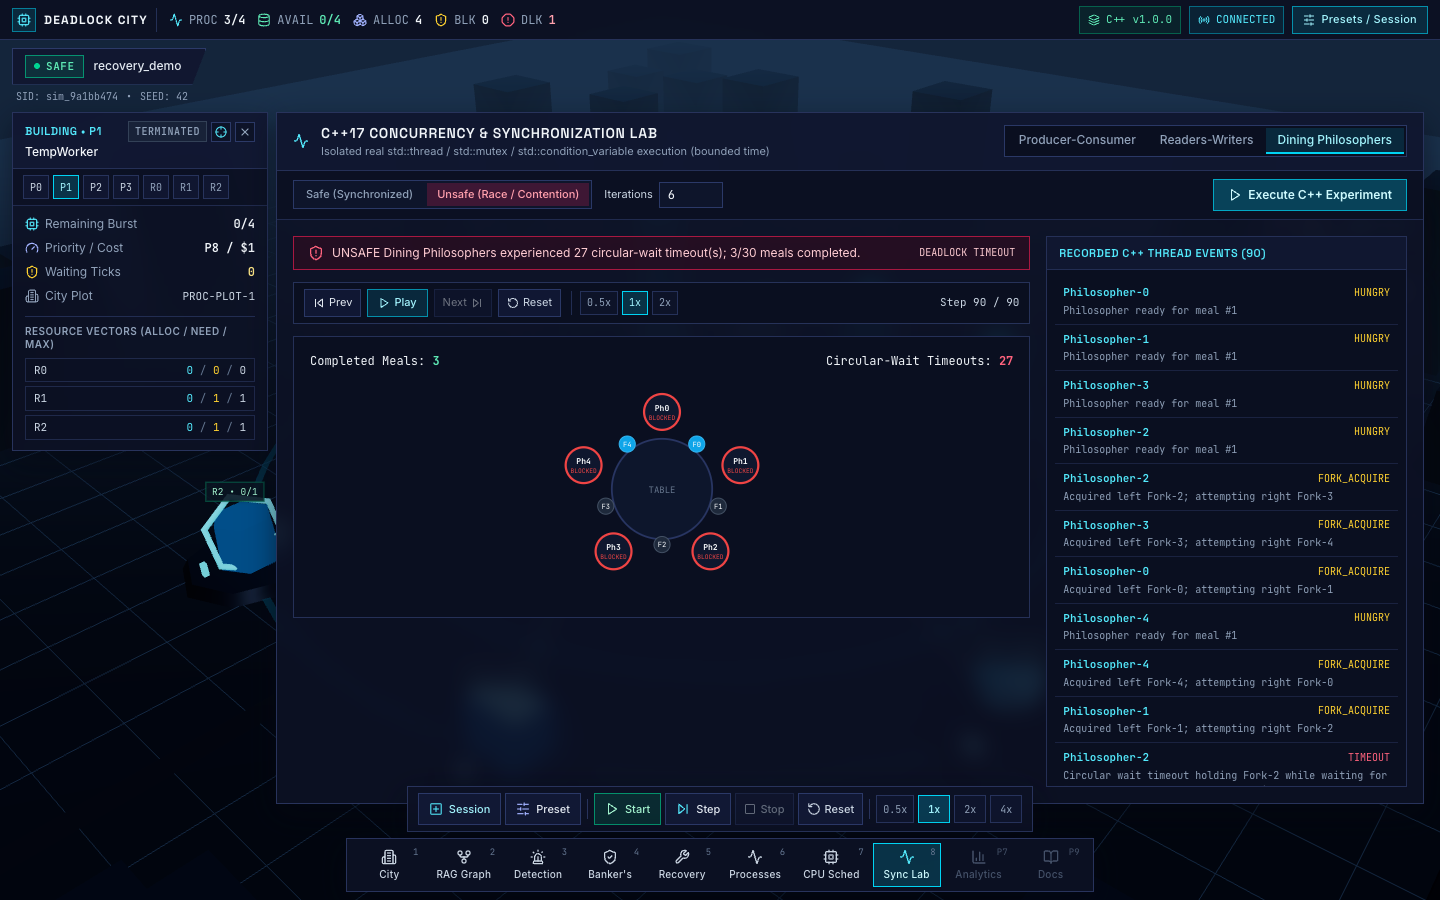 DEADLOCK CITY PROC 3/4 AVAIL 0/4 ALLOC 4 BLK 0 DLK 1 C++ v1.0.0 CONNECTED Presets / Session
SAFE recovery_demo
SID: sim_9a1bb474 • SEED: 42
BUILDING • P1 TERMINATED
TempWorker
P0 P1 P2 P3 R0 R1 R2
Remaining Burst 0/4
Priority / Cost P8 / $1
Waiting Ticks 0
City Plot PROC-PLOT-1
RESOURCE VECTORS (ALLOC / NEED /
MAX)
R0 0 / 0 / 0
R1 0 / 1 / 1
R2 0 / 1 / 1
R2 • 0/1
C++17 CONCURRENCY & SYNCHRONIZATION LAB
Isolated real std::thread / std::mutex / std::condition_variable execution (bounded time)
Producer-Consumer Readers-Writers Dining Philosophers
Safe (Synchronized) Unsafe (Race / Contention) Iterations 6 Execute C++ Experiment
UNSAFE Dining Philosophers experienced 27 circular-wait timeout(s); 3/30 meals completed. DEADLOCK TIMEOUT
Prev Play Next Reset 0.5x 1x 2x Step 90 / 90
Completed Meals: 3 Circular-Wait Timeouts: 27
Ph0
BLOCKED
F4 F0
Ph4 Ph1
BLOCKED BLOCKED
TABLE
F3 F1
F2
Ph3 Ph2
BLOCKED BLOCKED
RECORDED C++ THREAD EVENTS (90)
Philosopher-0 HUNGRY
Philosopher ready for meal #1
Philosopher-1 HUNGRY
Philosopher ready for meal #1
Philosopher-3 HUNGRY
Philosopher ready for meal #1
Philosopher-2 HUNGRY
Philosopher ready for meal #1
Philosopher-2 FORK_ACQUIRE
Acquired left Fork-2; attempting right Fork-3
Philosopher-3 FORK_ACQUIRE
Acquired left Fork-3; attempting right Fork-4
Philosopher-0 FORK_ACQUIRE
Acquired left Fork-0; attempting right Fork-1
Philosopher-4 HUNGRY
Philosopher ready for meal #1
Philosopher-4 FORK_ACQUIRE
Acquired left Fork-4; attempting right Fork-0
Philosopher-1 FORK_ACQUIRE
Acquired left Fork-1; attempting right Fork-2
Philosopher-2 TIMEOUT
Circular wait timeout holding Fork-2 while waiting for
Session Preset Start Step Stop Reset 0.5x 1x 2x 4x
1 2 3 4 5 6 7 8 P7 P9
City RAG Graph Detection Banker's Recovery Processes CPU Sched Sync Lab Analytics Docs